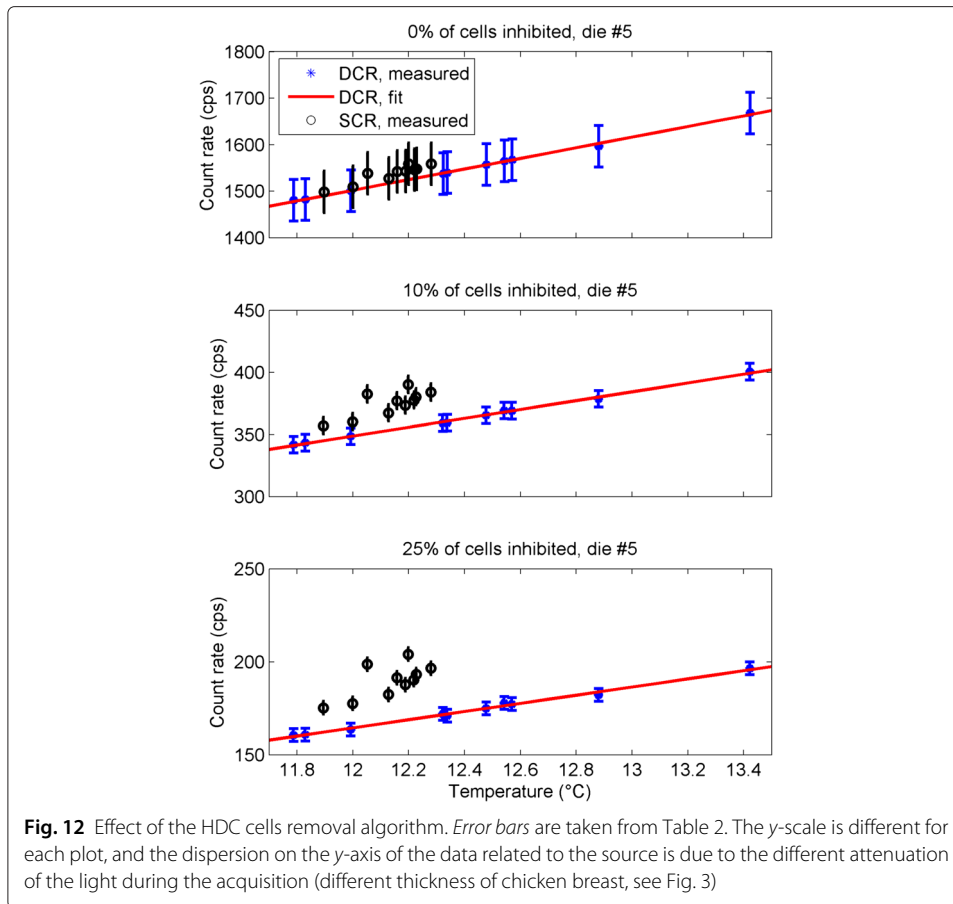 0% of cells inhibited, die #5
1800
1700
1600
1500
1400
Count rate (cps)
DCR, measured
DCR, fit
SCR, measured
10% of cells inhibited, die #5
450
400
350
300
Count rate (cps)
25% of cells inhibited, die #5
250
200
150
Count rate (cps)
11.8 12 12.2 12.4 12.6 12.8 13 13.2 13.4
Temperature (°C)
Fig. 12 Effect of the HDC cells removal algorithm. Error bars are taken from Table 2. The y-scale is different for
each plot, and the dispersion on the y-axis of the data related to the source is due to the different attenuation
of the light during the acquisition (different thickness of chicken breast, see Fig. 3)